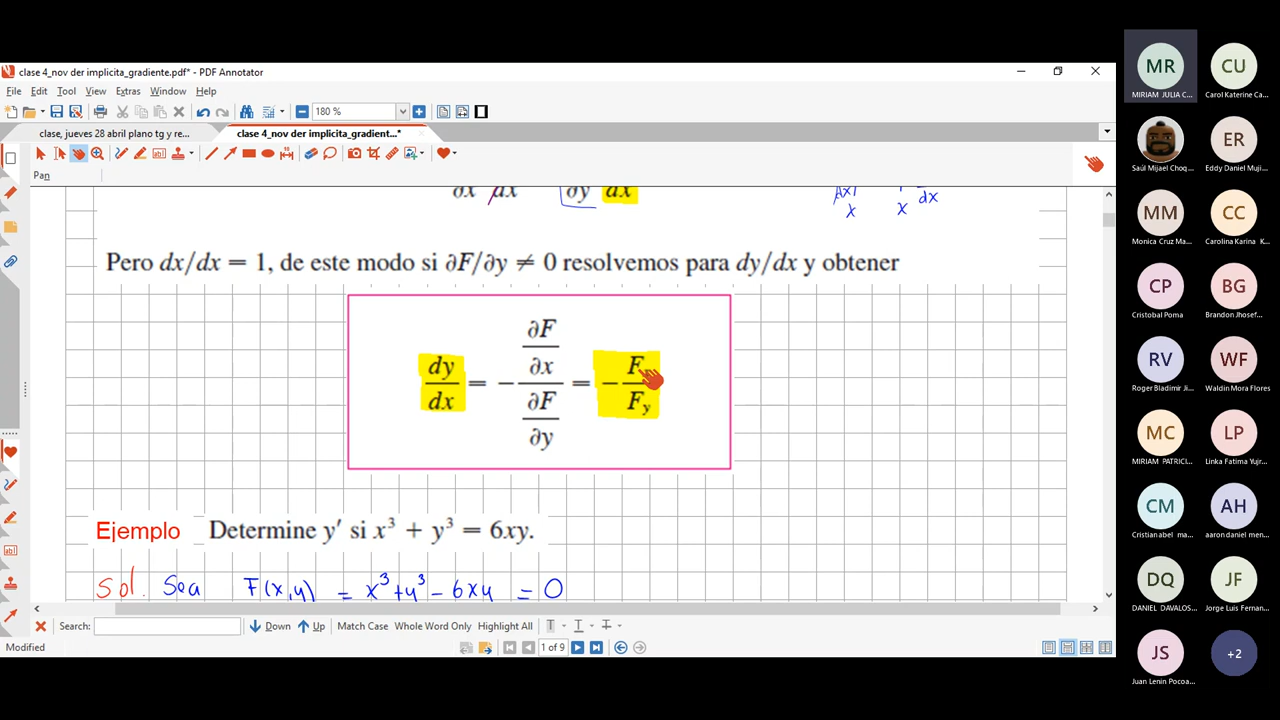 clase 4_nov der implicita_gradiente.pdf* - PDF Annotator
File Edit Tool View Extras Window Help
180 %
clase, jueves 28 abril plano tg y re...
clase 4_nov der implicita_gradient...*
Pan
∂x dx ∂y dx
x x dx
Pero dx/dx = 1, de este modo si ∂F/∂y ≠ 0 resolvemos para dy/dx y obtener
dy/dx = − (∂F/∂x)/(∂F/∂y) = − F/Fy
Ejemplo Determine y′ si x³ + y³ = 6xy.
Sol. Sea F(x,y) = x³+y³ − 6xy = 0
Search: Down Up Match Case Whole Word Only Highlight All
Modified
1 of 9
MR
MIRIAM JULIA C...
CU
Carol Katerine Ca...
Saúl Mijael Choq...
ER
Eddy Daniel Muji...
MM
Monica Cruz Ma...
CC
Carolina Karina K...
CP
Cristobal Poma
BG
Brandon Jhosef...
RV
Roger Bladimir Ji...
WF
Waldin Mora Flores
MC
MIRIAM PATRICI...
LP
Linka Fatima Yujr...
CM
Cristian abel ma...
AH
aaron daniel men...
DQ
DANIEL DAVALOS...
JF
Jorge Luis Fernan...
JS
Juan Lenin Pocoa...
+2